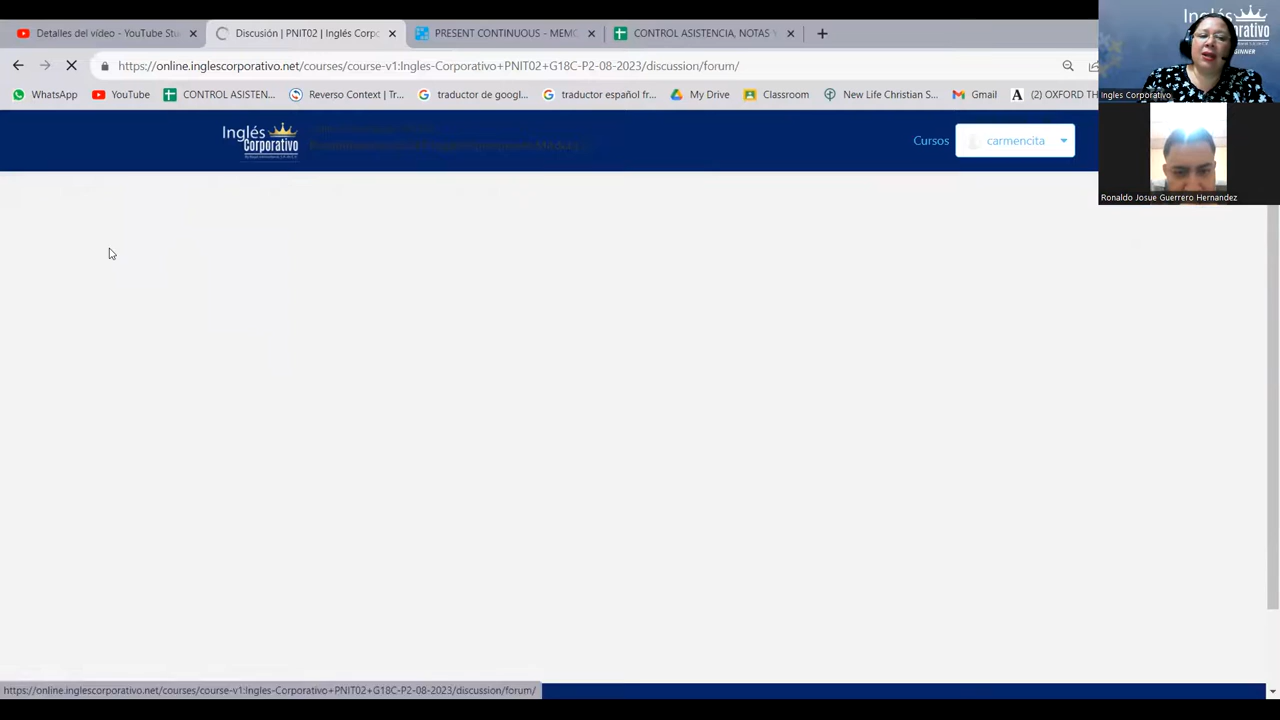 Detalles del vídeo - YouTube Stu
Discusión | PNIT02 | Inglés Corpo
PRESENT CONTINUOUS - MEMO
CONTROL ASISTENCIA, NOTAS Y
https://online.inglescorporativo.net/courses/course-v1:Ingles-Corporativo+PNIT02+G18C-P2-08-2023/discussion/forum/
WhatsApp
YouTube
CONTROL ASISTEN...
Reverso Context | Tr...
traductor de googl...
traductor español fr...
My Drive
Classroom
New Life Christian S...
Gmail
(2) OXFORD TH
Inglés
Corporativo
Cursos
carmencita
Ingles Corporativo
Ronaldo Josue Guerrero Hernandez
https://online.inglescorporativo.net/courses/course-v1:Ingles-Corporativo+PNIT02+G18C-P2-08-2023/discussion/forum/